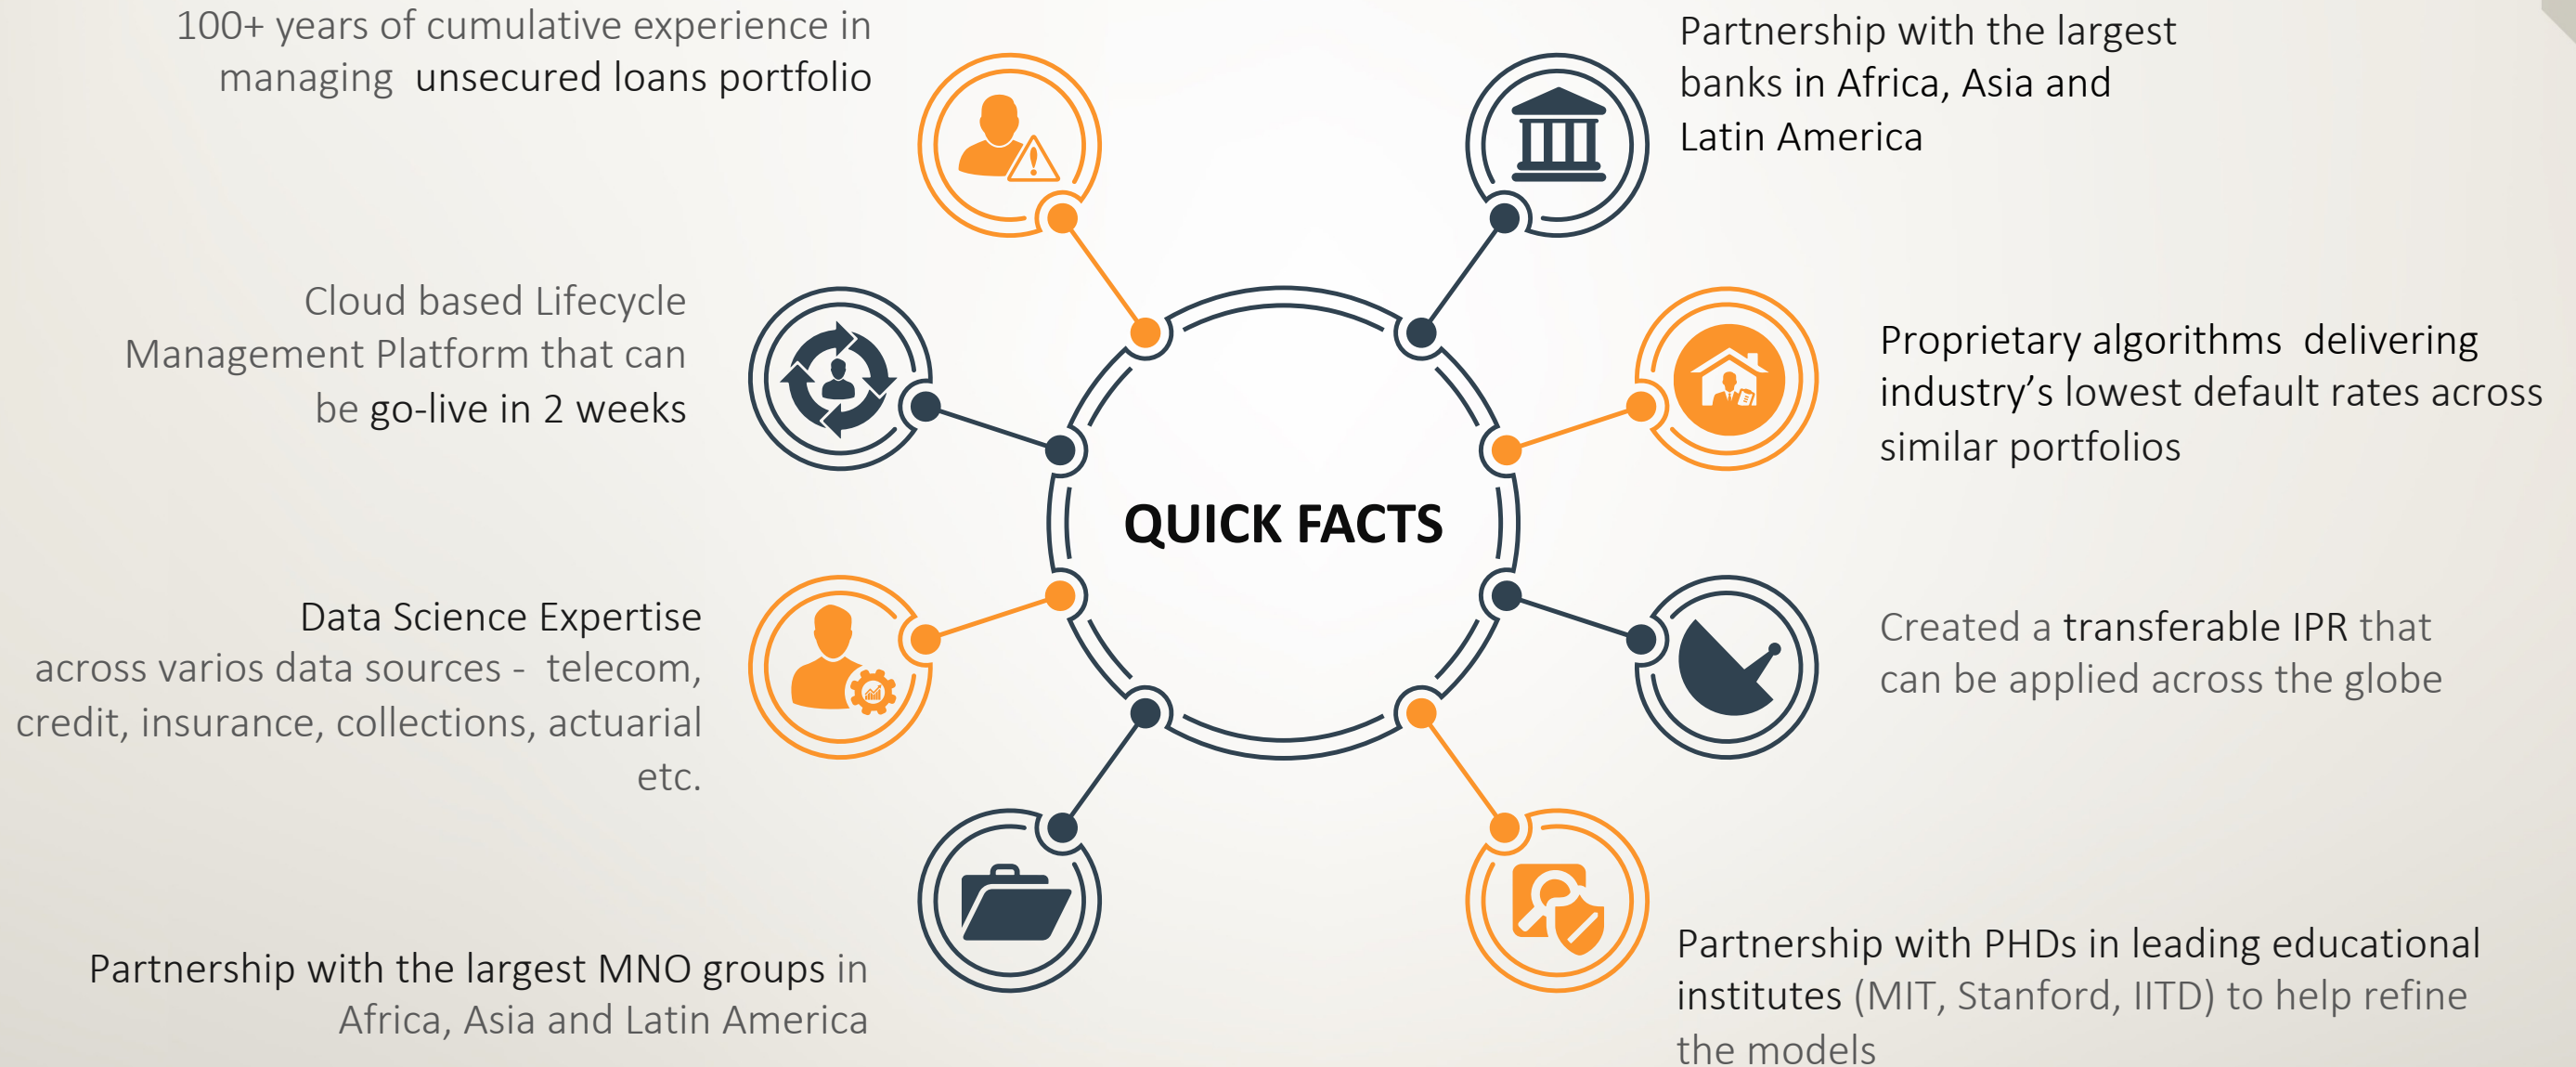 100+ years of cumulative experience in
managing unsecured loans portfolio
Cloud based Lifecycle
Management Platform that can
be go-live in 2 weeks
Data Science Expertise
across varios data sources - telecom,
credit, insurance, collections, actuarial
etc.
Partnership with the largest MNO groups in
Africa, Asia and Latin America
QUICK FACTS
Partnership with the largest
banks in Africa, Asia and
Latin America
Proprietary algorithms delivering
industry’s lowest default rates across
similar portfolios
Created a transferable IPR that
can be applied across the globe
Partnership with PHDs in leading educational
institutes (MIT, Stanford, IITD) to help refine
the models